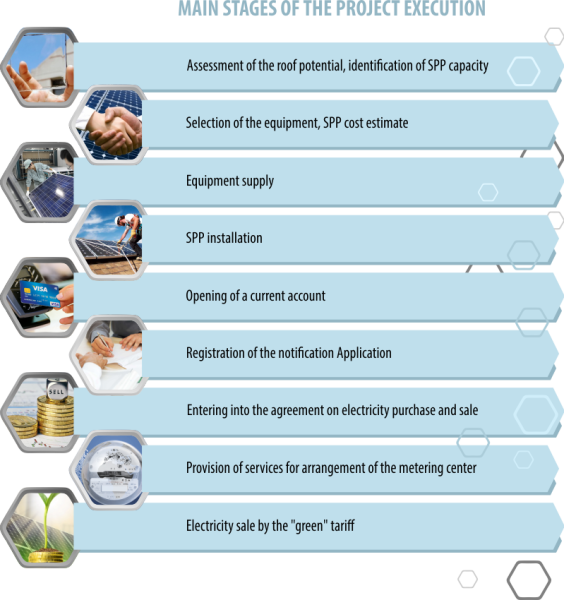 MAIN STAGES OF THE PROJECT EXECUTION
Assessment of the roof potential, identification of SPP capacity
Selection of the equipment, SPP cost estimate
Equipment supply
SPP installation
Opening of a current account
VISA
Registration of the notification Application
SELL
Entering into the agreement on electricity purchase and sale
Provision of services for arrangement of the metering center
Electricity sale by the "green" tariff